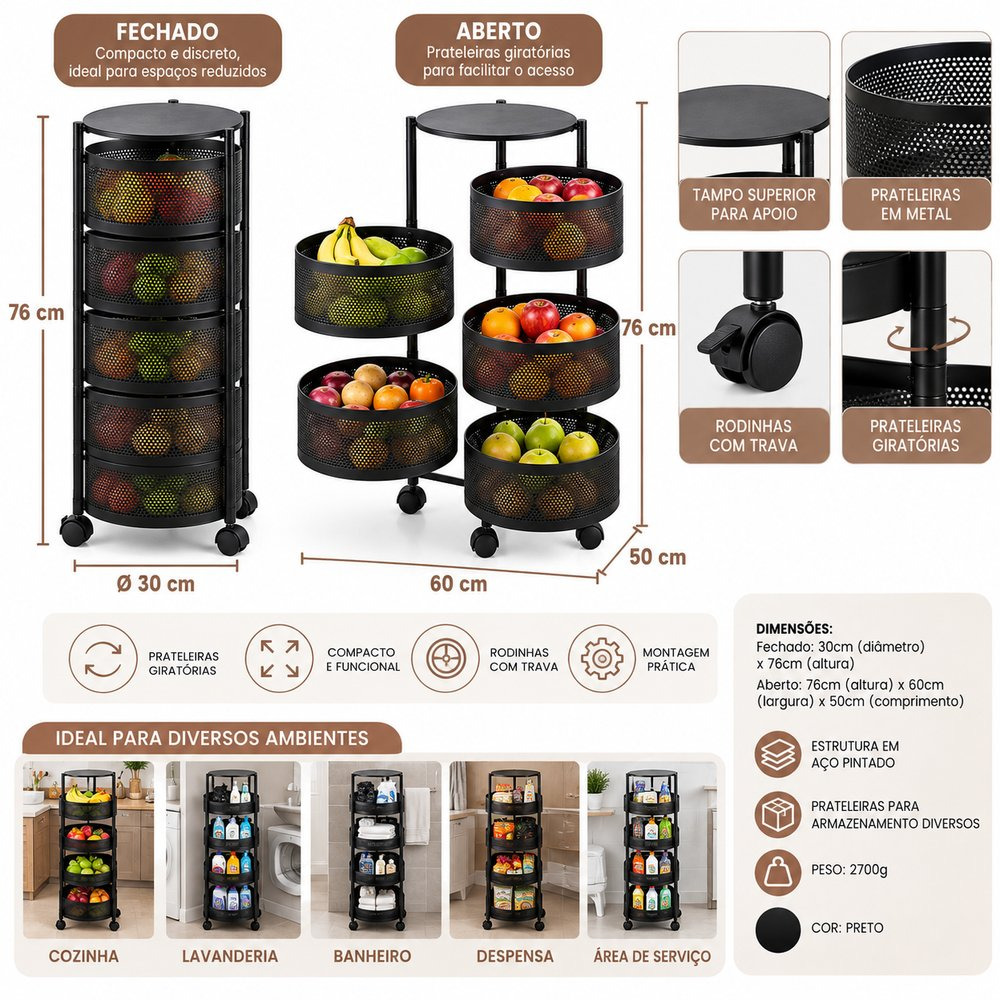 FECHADO
Compacto e discreto,
ideal para espaços reduzidos
ABERTO
Prateleiras giratórias
para facilitar o acesso
76 cm
Ø 30 cm
76 cm
60 cm
50 cm
TAMPO SUPERIOR
PARA APOIO
PRATELEIRAS
EM METAL
RODINHAS
COM TRAVA
PRATELEIRAS
GIRATÓRIAS
PRATELEIRAS
GIRATÓRIAS
COMPACTO
E FUNCIONAL
RODINHAS
COM TRAVA
MONTAGEM
PRÁTICA
DIMENSÕES:
Fechado: 30cm (diâmetro)
x 76cm (altura)
Aberto: 76cm (altura) x 60cm
(largura) x 50cm (comprimento)
ESTRUTURA EM
AÇO PINTADO
PRATELEIRAS PARA
ARMAZENAMENTO DIVERSOS
PESO: 2700g
COR: PRETO
IDEAL PARA DIVERSOS AMBIENTES
COZINHA
LAVANDERIA
BANHEIRO
DESPENSA
ÁREA DE SERVIÇO